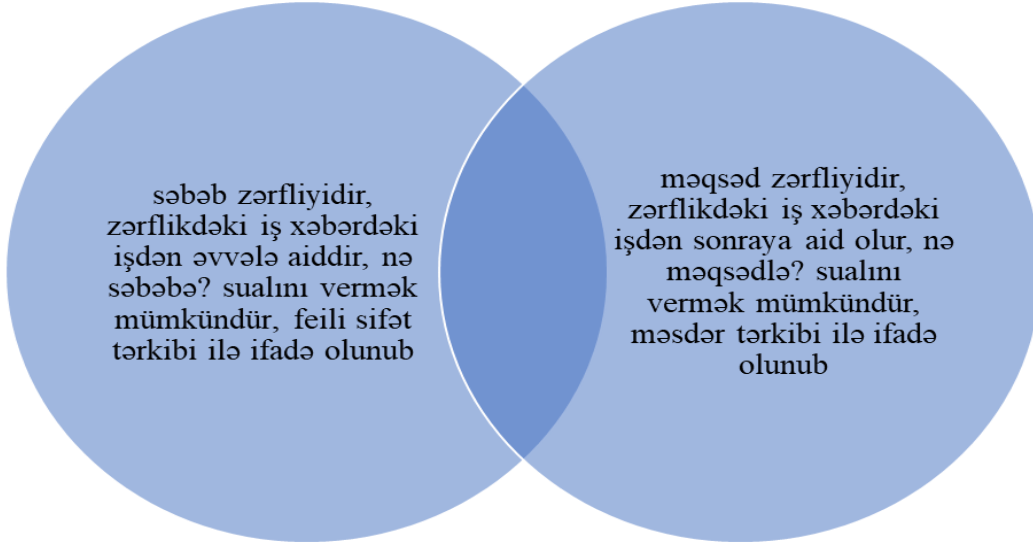 səbəb zərfliyidir,
zərflikdəki iş xəbərdəki
işdən əvvələ aiddir, nə
səbəbə? sualını vermək
mümkündür, feili sifət
tərkibi ilə ifadə olunub
məqsəd zərfliyidir,
zərflikdəki iş xəbərdəki
işdən sonraya aid olur, nə
məqsədlə? sualını
vermək mümkündür,
məsdər tərkibi ilə ifadə
olunub